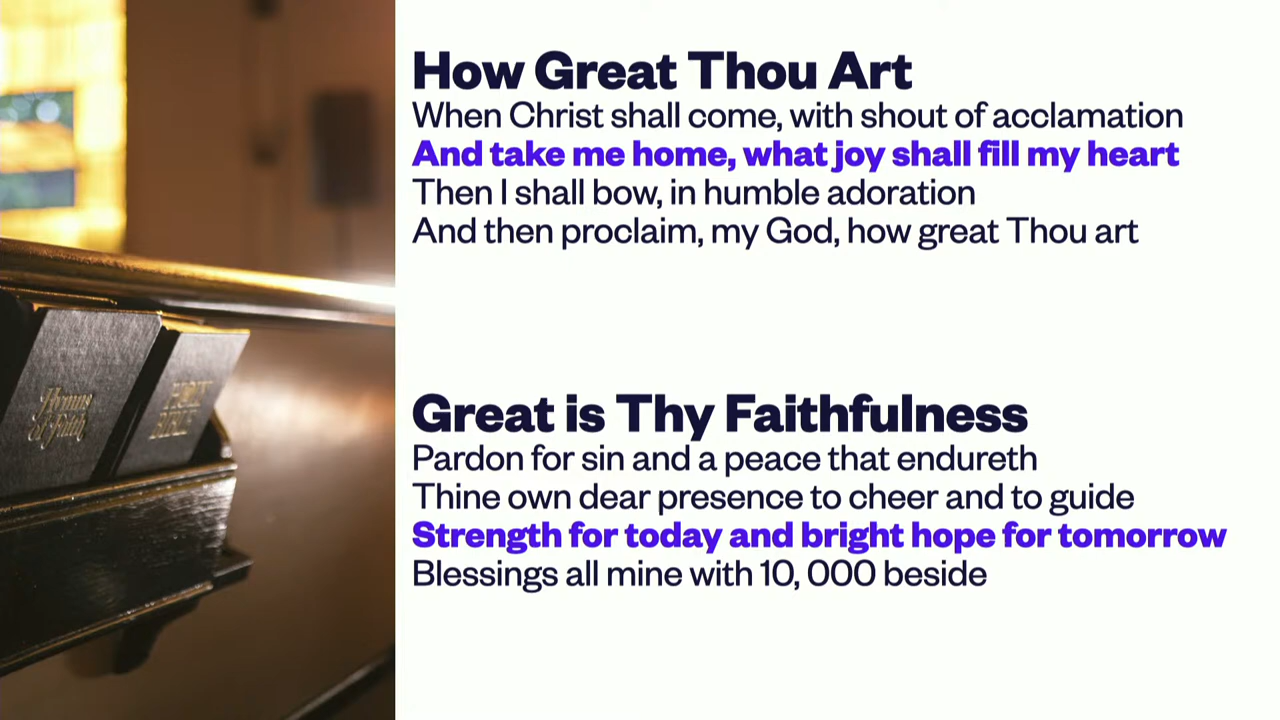 How Great Thou Art
When Christ shall come, with shout of acclamation
And take me home, what joy shall fill my heart
Then I shall bow, in humble adoration
And then proclaim, my God, how great Thou art
Great is Thy Faithfulness
Pardon for sin and a peace that endureth
Thine own dear presence to cheer and to guide
Strength for today and bright hope for tomorrow
Blessings all mine with 10, 000 beside
Hymns
of Faith
HOLY
BIBLE